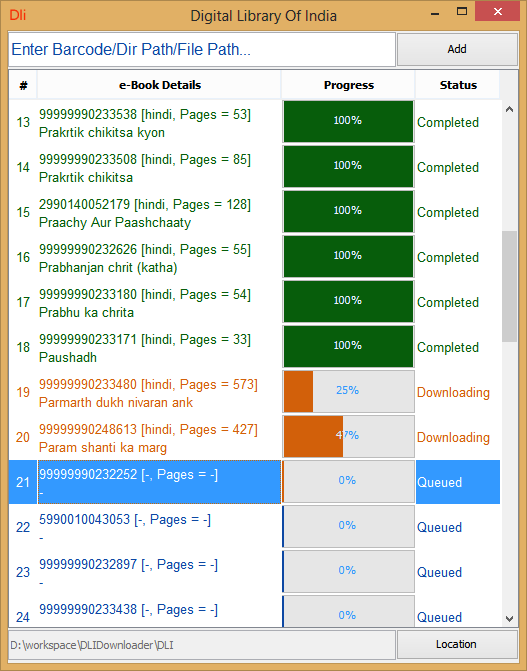 Dli Digital Library Of India
Enter Barcode/Dir Path/File Path... Add
# e-Book Details Progress Status
13 99999990233538 [hindi, Pages = 53] 100% Completed
Prakrtik chikitsa kyon
14 99999990233508 [hindi, Pages = 85] 100% Completed
Prakrtik chikitsa
15 2990140052179 [hindi, Pages = 128] 100% Completed
Praachy Aur Paashchaaty
16 99999990232626 [hindi, Pages = 55] 100% Completed
Prabhanjan chrit (katha)
17 99999990233180 [hindi, Pages = 54] 100% Completed
Prabhu ka chrita
18 99999990233171 [hindi, Pages = 33] 100% Completed
Paushadh
19 99999990233480 [hindi, Pages = 573] 25% Downloading
Parmarth dukh nivaran ank
20 99999990248613 [hindi, Pages = 427] 47% Downloading
Param shanti ka marg
21 99999990232252 [-, Pages = -] 0% Queued
-
22 5990010043053 [-, Pages = -] 0% Queued
-
23 99999990232897 [-, Pages = -] 0% Queued
-
24 99999990233438 [-, Pages = -] 0% Queued
D:\workspace\DLIDownloader\DLI Location